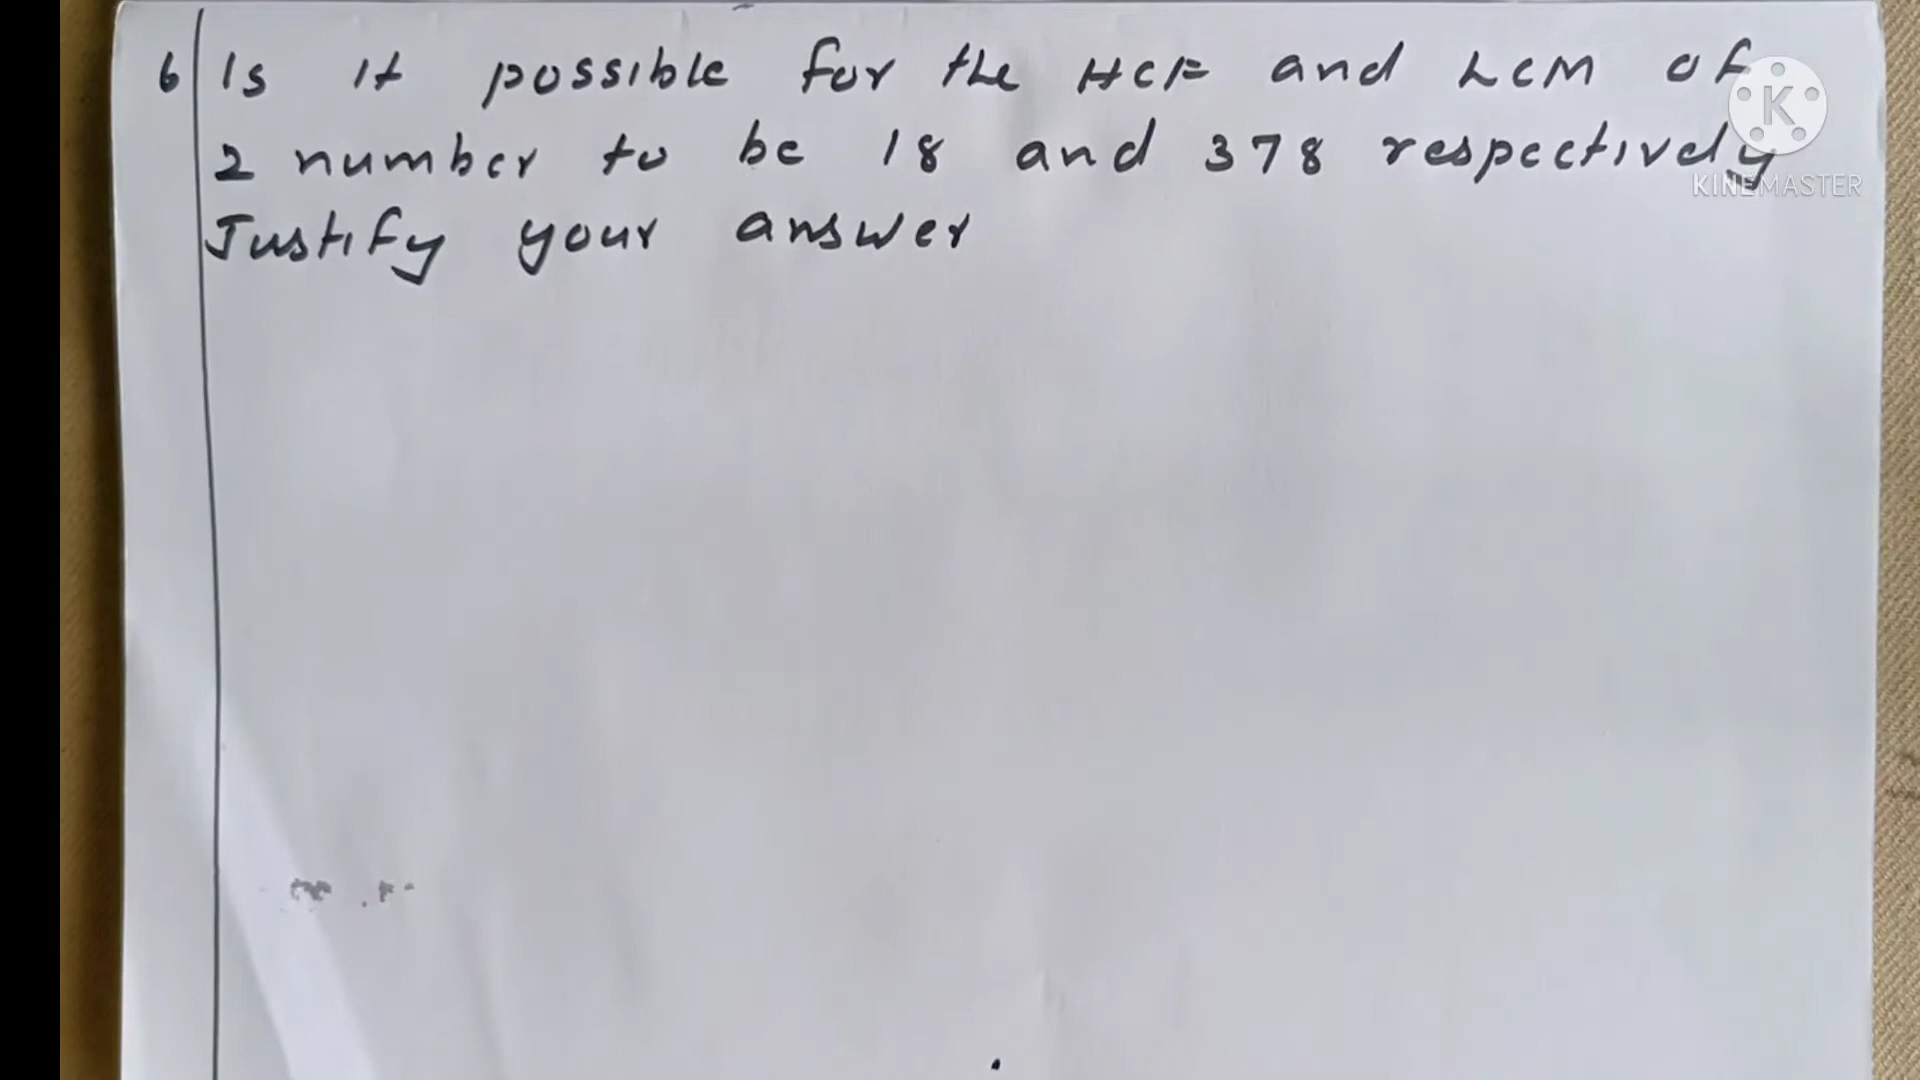 6 Is it possible for the HCF and LCM of
2 number to be 18 and 378 respectively
Justify your answer
K
KINEMASTER